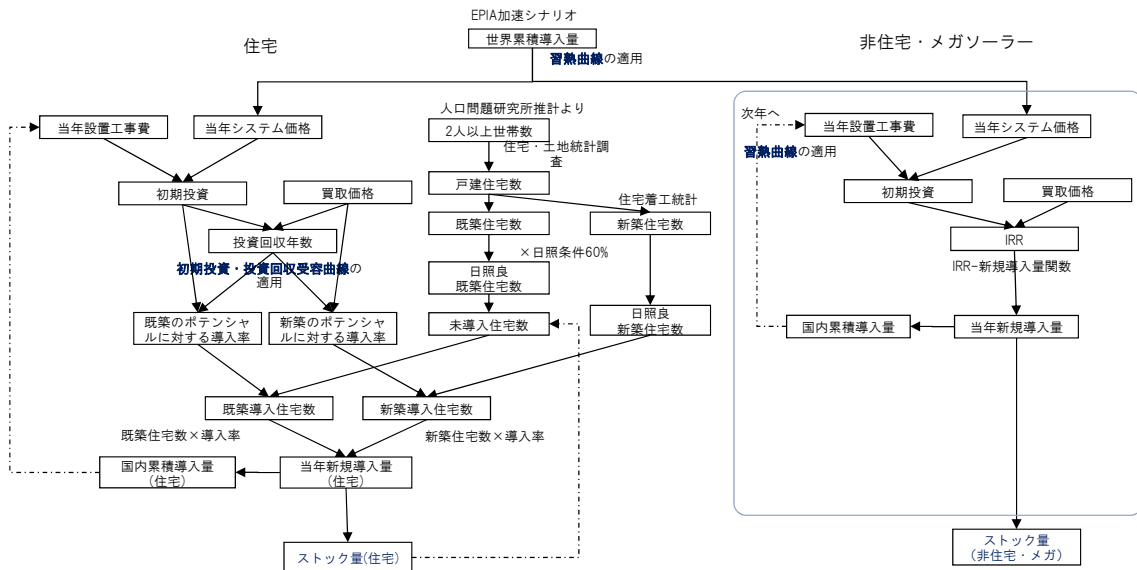 EPIA加速シナリオ
世界累積導入量
住宅
非住宅・メガソーラー
習熟曲線の適用
人口問題研究所推計より
当年設置工事費
当年システム価格
2人以上世帯数
住宅・土地統計調
査
戸建住宅数
初期投資
買取価格
住宅着工統計
既築住宅数
新築住宅数
投資回収年数
×日照条件60%
初期投資・投資回収受容曲線の
適用
日照良
既築住宅数
既築のポテンシャ
ルに対する導入率
新築のポテンシャ
ルに対する導入率
未導入住宅数
日照良
新築住宅数
既築導入住宅数
新築導入住宅数
既築住宅数×導入率
新築住宅数×導入率
国内累積導入量
(住宅)
当年新規導入量
(住宅)
ストック量(住宅)
次年へ
当年設置工事費
当年システム価格
習熟曲線の適用
初期投資
買取価格
IRR
IRR-新規導入量関数
国内累積導入量
当年新規導入量
ストック量
(非住宅・メガ)